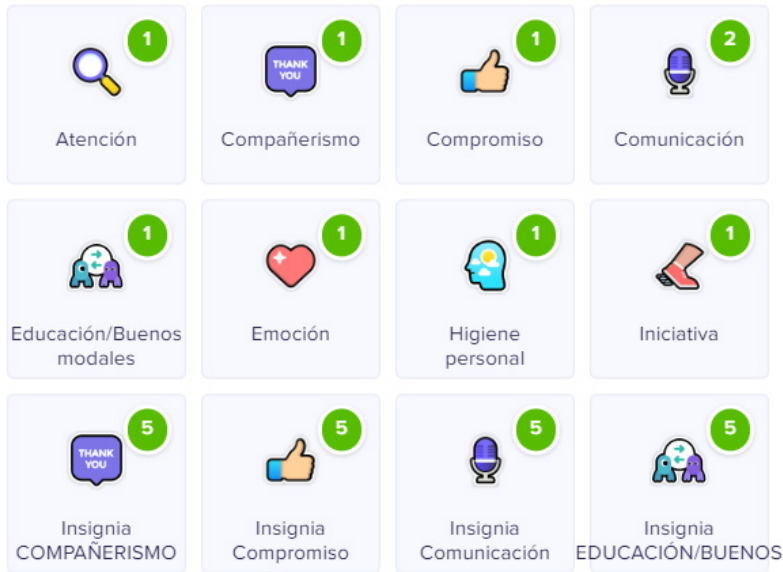 1
1
1
2
THANK
YOU
Atención
Compañerismo
Compromiso
Comunicación
1
1
1
1
Educación/Buenos
modales
Emoción
Higiene
personal
Iniciativa
5
5
5
5
THANK
YOU
Insignia
COMPAÑERISMO
Insignia
Compromiso
Insignia
Comunicación
Insignia
EDUCACIÓN/BUENOS